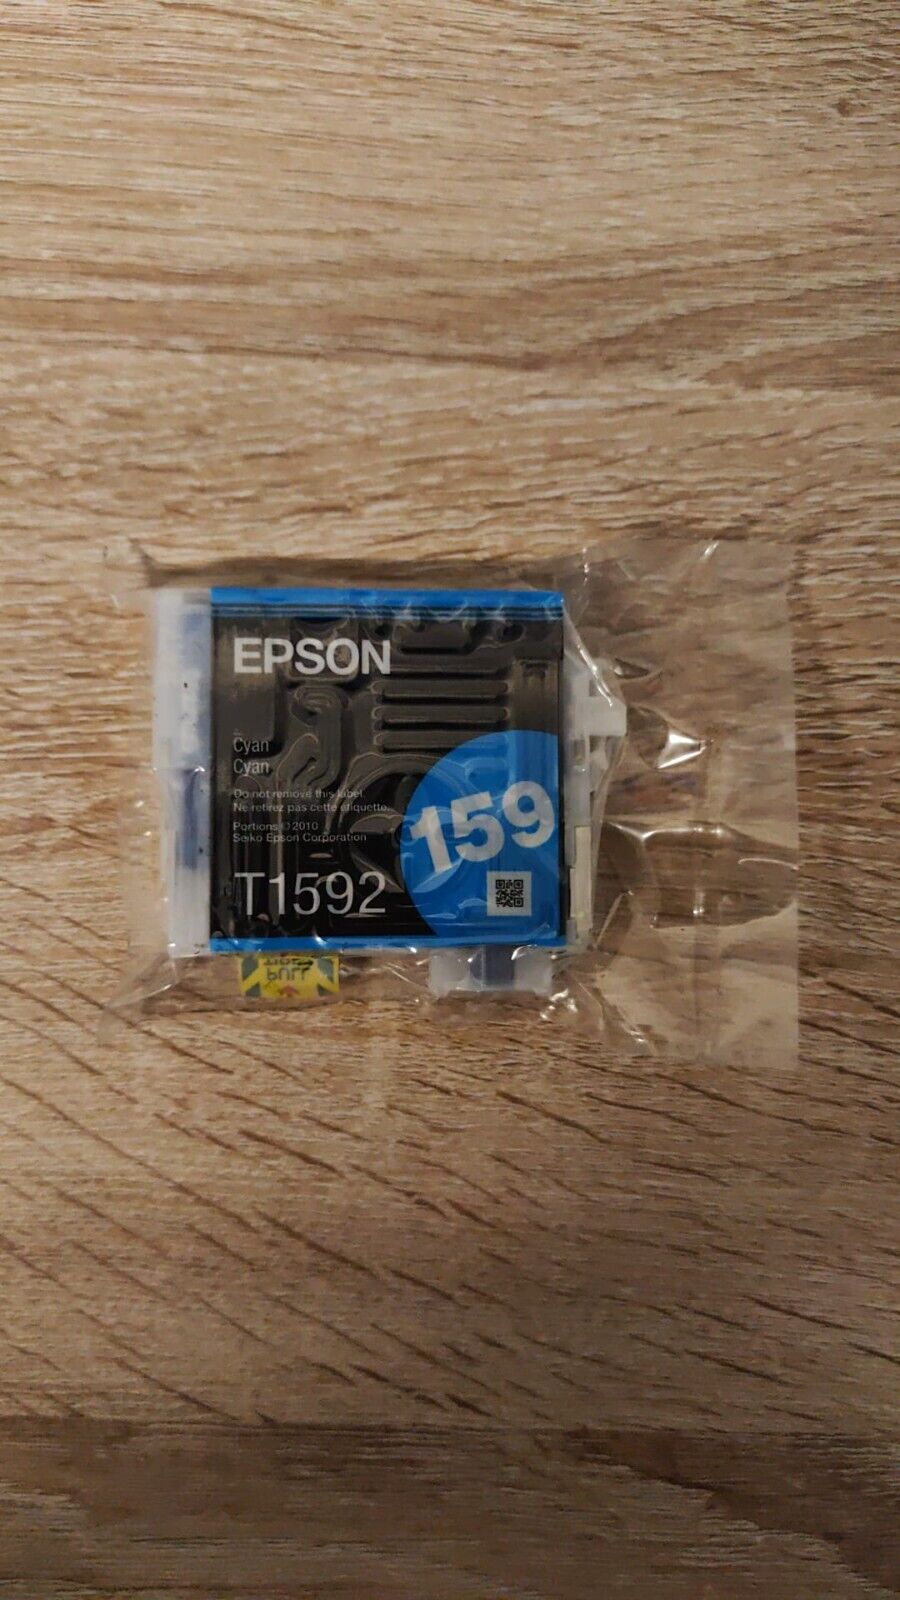 EPSON
Cyan
Cyan
Do not remove this label.
Ne retirez pas cette étiquette.
Portions ©2010
Seiko Epson Corporation
159
T1592
PULL